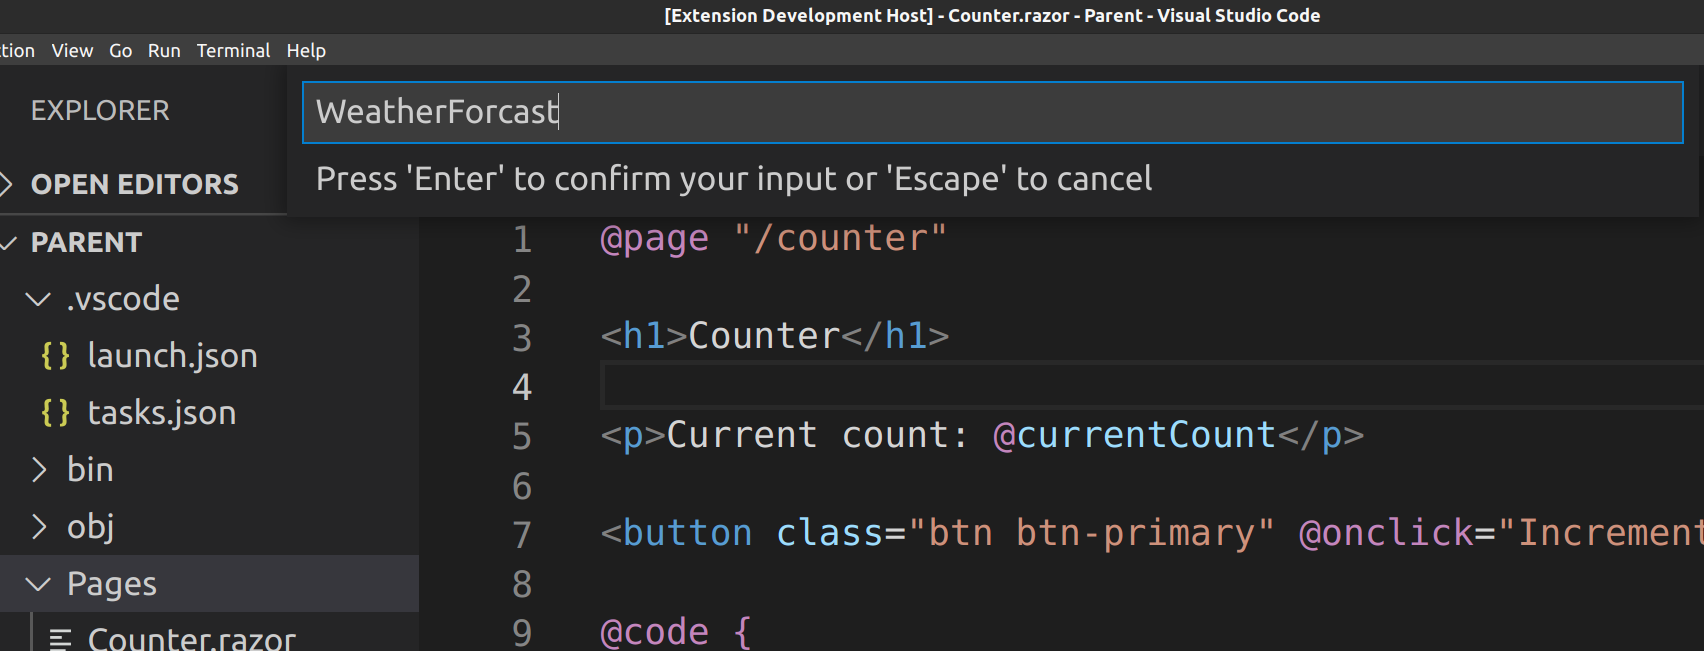 [Extension Development Host] - Counter.razor - Parent - Visual Studio Code
tion View Go Run Terminal Help
WeatherForcast
Press 'Enter' to confirm your input or 'Escape' to cancel
EXPLORER
OPEN EDITORS
PARENT
.vscode
{} launch.json
{} tasks.json
bin
obj
Pages
Counter.razor
1 @page "/counter"
2
3 <h1>Counter</h1>
4
5 <p>Current count: @currentCount</p>
6
7 <button class="btn btn-primary" @onclick="Increment
8
9 @code {